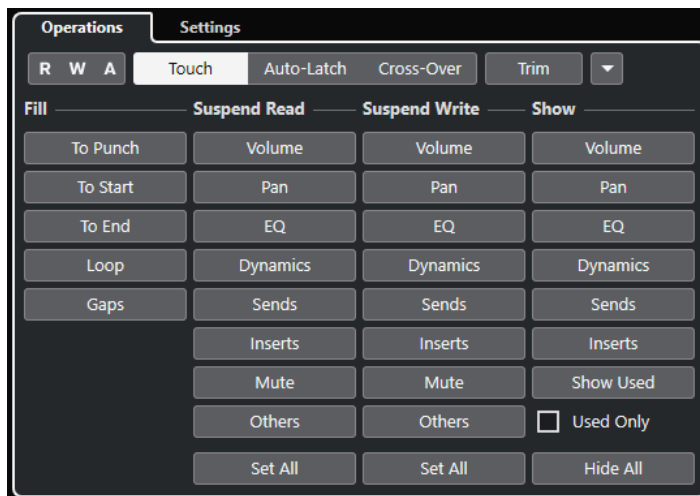 Operations Settings
R W A Touch Auto-Latch Cross-Over Trim
Fill Suspend Read Suspend Write Show
To Punch Volume Volume Volume
To Start Pan Pan Pan
To End EQ EQ EQ
Loop Dynamics Dynamics Dynamics
Gaps Sends Sends Sends
Inserts Inserts Inserts
Mute Mute Show Used
Others Others Used Only
Set All Set All Hide All